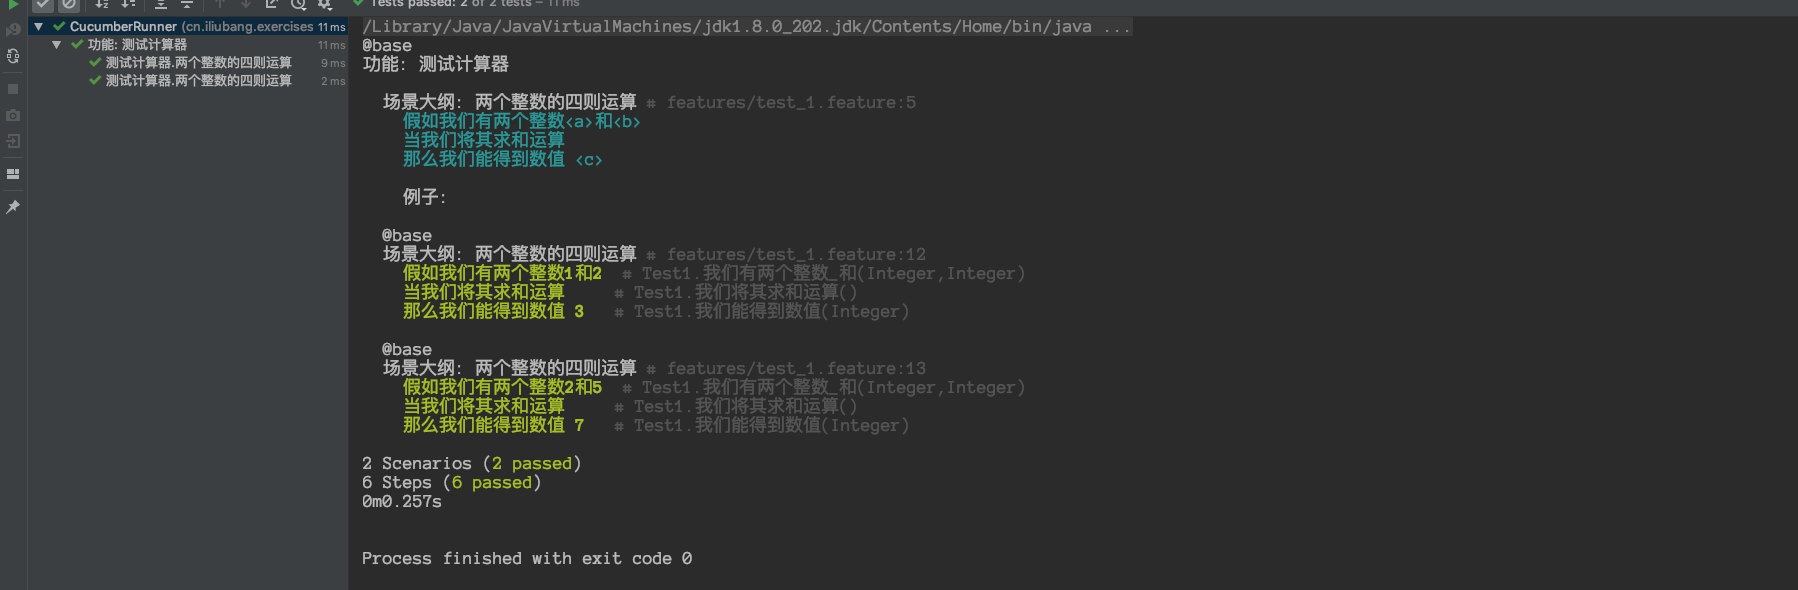 Tests passed: 2 of 2 tests – 11 ms
CucumberRunner (cn.iliubang.exercises 11 ms
功能: 测试计算器 11 ms
测试计算器.两个整数的四则运算 9 ms
测试计算器.两个整数的四则运算 2 ms
/Library/Java/JavaVirtualMachines/jdk1.8.0_202.jdk/Contents/Home/bin/java ...
@base
功能: 测试计算器
场景大纲: 两个整数的四则运算 # features/test_1.feature:5
假如我们有两个整数<a>和<b>
当我们将其求和运算
那么我们能得到数值 <c>
例子:
@base
场景大纲: 两个整数的四则运算 # features/test_1.feature:12
假如我们有两个整数1和2 # Test1.我们有两个整数_和(Integer,Integer)
当我们将其求和运算 # Test1.我们将其求和运算()
那么我们能得到数值 3 # Test1.我们能得到数值(Integer)
@base
场景大纲: 两个整数的四则运算 # features/test_1.feature:13
假如我们有两个整数2和5 # Test1.我们有两个整数_和(Integer,Integer)
当我们将其求和运算 # Test1.我们将其求和运算()
那么我们能得到数值 7 # Test1.我们能得到数值(Integer)
2 Scenarios (2 passed)
6 Steps (6 passed)
0m0.257s
Process finished with exit code 0